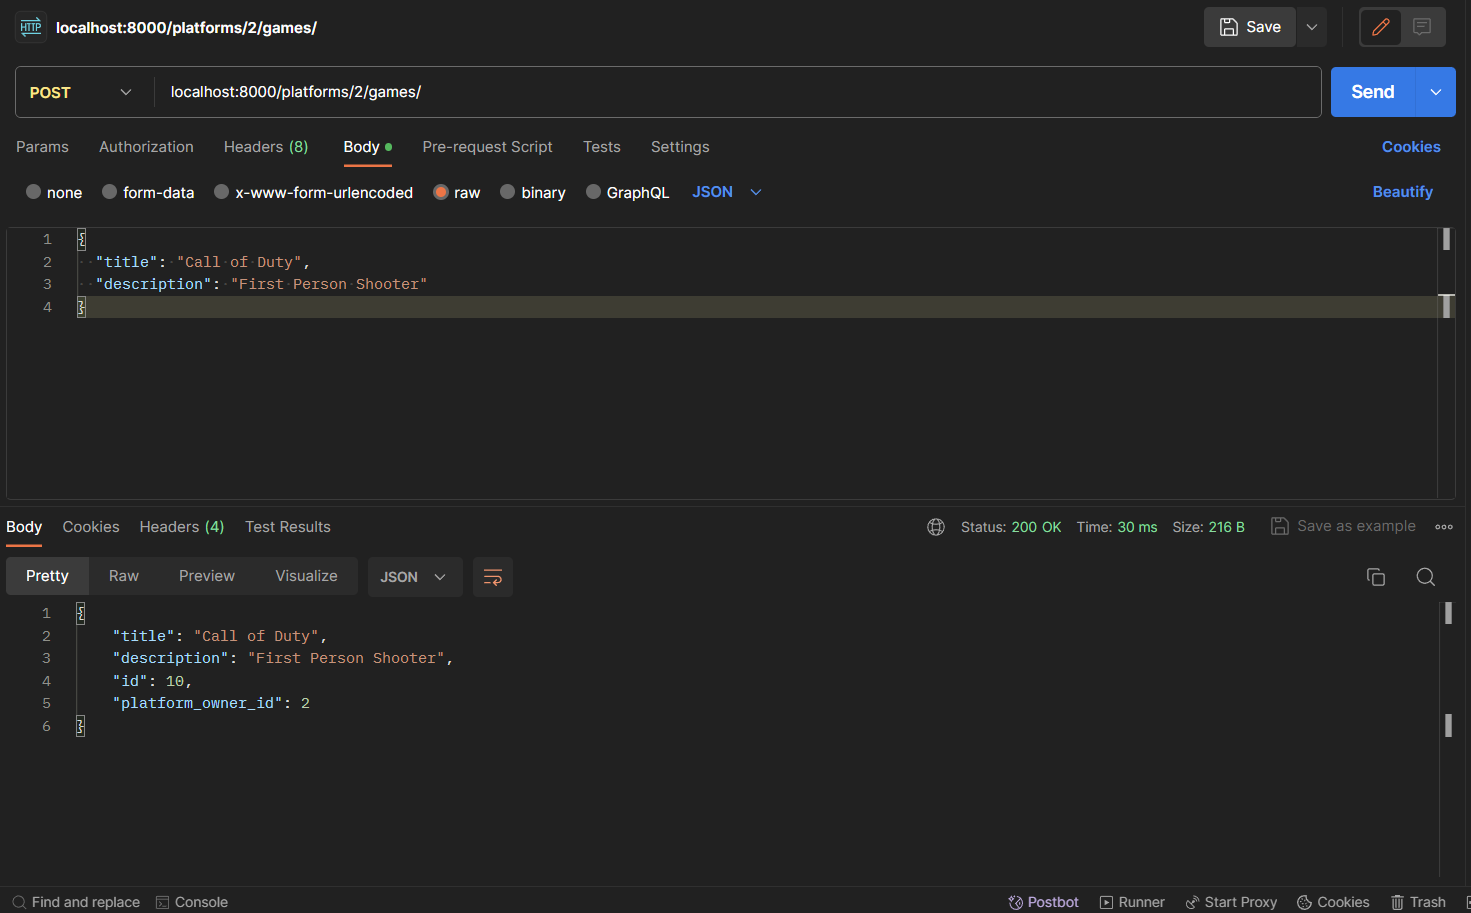 HTTP localhost:8000/platforms/2/games/ Save
POST localhost:8000/platforms/2/games/ Send
Params Authorization Headers (8) Body Pre-request Script Tests Settings Cookies
none form-data x-www-form-urlencoded raw binary GraphQL JSON Beautify
1 {
2 "title": "Call of Duty",
3 "description": "First Person Shooter"
4 }
Body Cookies Headers (4) Test Results Status: 200 OK Time: 30 ms Size: 216 B Save as example
Pretty Raw Preview Visualize JSON
1 {
2 "title": "Call of Duty",
3 "description": "First Person Shooter",
4 "id": 10,
5 "platform_owner_id": 2
6 }
Find and replace Console Postbot Runner Start Proxy Cookies Trash